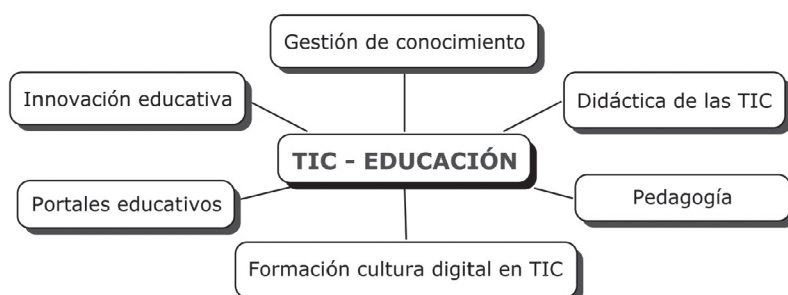 Gestión de conocimiento
Innovación educativa
Didáctica de las TIC
TIC - EDUCACIÓN
Portales educativos
Pedagogía
Formación cultura digital en TIC